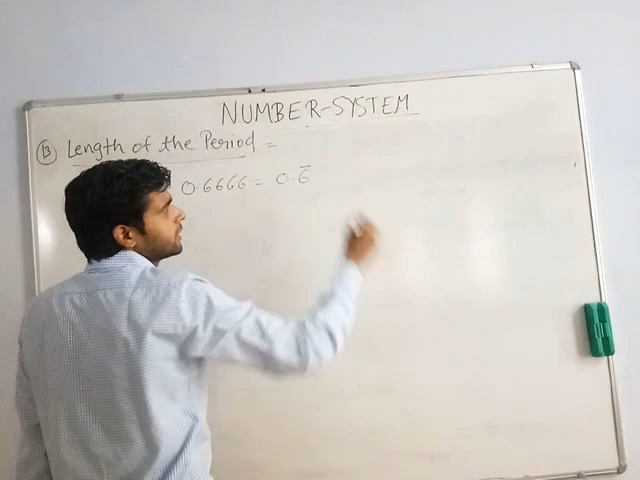 NUMBER-SYSTEM
13 Length of the Period =
0.6666 = 0.6̅